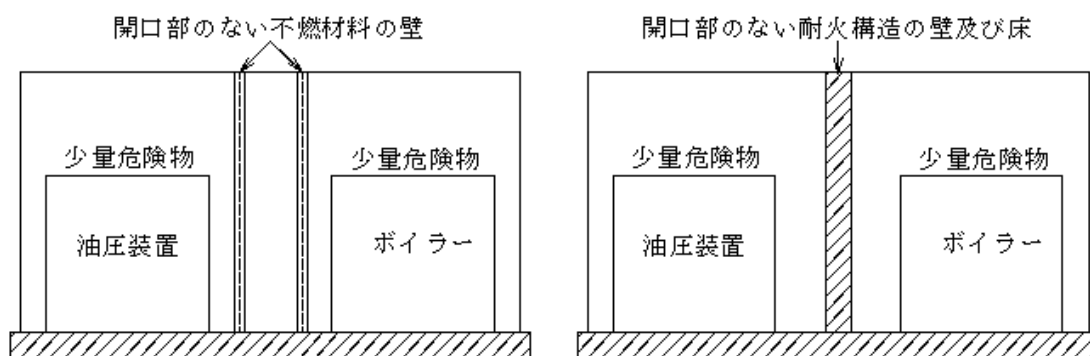 開口部のない不燃材料の壁
少量危険物
油圧装置
少量危険物
ボイラー
開口部のない耐火構造の壁及び床
少量危険物
油圧装置
少量危険物
ボイラー